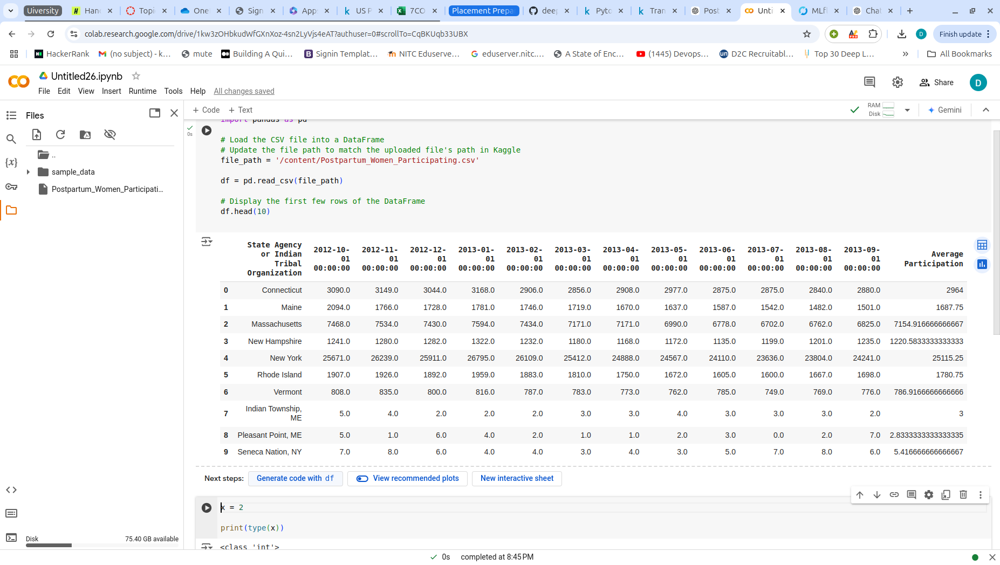 Uiversity
Hanc
Topi
One
Sign
Apps
US P
7CO
Placement Prepa
deep
Pyto
Tran
Post
Unti
MLfl
Chat
colab.research.google.com/drive/1kw3zOHbkudWfGXnXoz-4sn2LyVjs4eAT?authuser=0#scrollTo=CqBKUqb33UBX
D
Finish update
HackerRank
(no subject) - k...
mute
Building A Qui...
Signin Templat...
NITC Eduserve...
eduserver.nitc....
A State of Enc...
(1445) Devops...
D2C Recruitabl...
Top 30 Deep L...
All Bookmarks
Untitled26.ipynb
File Edit View Insert Runtime Tools Help All changes saved
Share
D
Files
+ Code + Text
RAM
Disk
Gemini
..
sample_data
Postpartum_Women_Participati...
Disk 75.40 GB available
0s
import pandas as pd
# Load the CSV file into a DataFrame
# Update the file path to match the uploaded file's path in Kaggle
file_path = '/content/Postpartum_Women_Participating.csv'
df = pd.read_csv(file_path)
# Display the first few rows of the DataFrame
df.head(10)
State Agency or Indian Tribal Organization 2012-10-01 00:00:00 2012-11-01 00:00:00 2012-12-01 00:00:00 2013-01-01 00:00:00 2013-02-01 00:00:00 2013-03-01 00:00:00 2013-04-01 00:00:00 2013-05-01 00:00:00 2013-06-01 00:00:00 2013-07-01 00:00:00 2013-08-01 00:00:00 2013-09-01 00:00:00 Average Participation
0 Connecticut 3090.0 3149.0 3044.0 3168.0 2906.0 2856.0 2908.0 2977.0 2875.0 2875.0 2840.0 2880.0 2964
1 Maine 2094.0 1766.0 1728.0 1781.0 1746.0 1719.0 1670.0 1637.0 1587.0 1542.0 1482.0 1501.0 1687.75
2 Massachusetts 7468.0 7534.0 7430.0 7594.0 7434.0 7171.0 7171.0 6990.0 6778.0 6702.0 6762.0 6825.0 7154.916666666667
3 New Hampshire 1241.0 1280.0 1282.0 1322.0 1232.0 1180.0 1168.0 1172.0 1135.0 1199.0 1201.0 1235.0 1220.5833333333333
4 New York 25671.0 26239.0 25911.0 26795.0 26109.0 25412.0 24888.0 24567.0 24110.0 23636.0 23804.0 24241.0 25115.25
5 Rhode Island 1907.0 1926.0 1892.0 1959.0 1883.0 1810.0 1750.0 1672.0 1605.0 1600.0 1667.0 1698.0 1780.75
6 Vermont 808.0 835.0 800.0 816.0 787.0 783.0 773.0 762.0 785.0 749.0 769.0 776.0 786.9166666666666
7 Indian Township, ME 5.0 4.0 2.0 2.0 2.0 3.0 3.0 4.0 3.0 3.0 3.0 2.0 3
8 Pleasant Point, ME 5.0 1.0 6.0 4.0 2.0 1.0 1.0 2.0 3.0 0.0 2.0 7.0 2.8333333333333335
9 Seneca Nation, NY 7.0 8.0 6.0 4.0 4.0 3.0 4.0 3.0 5.0 7.0 8.0 6.0 5.416666666666667
Next steps: Generate code with df View recommended plots New interactive sheet
x = 2
print(type(x))
<class 'int'>
0s completed at 8:45 PM